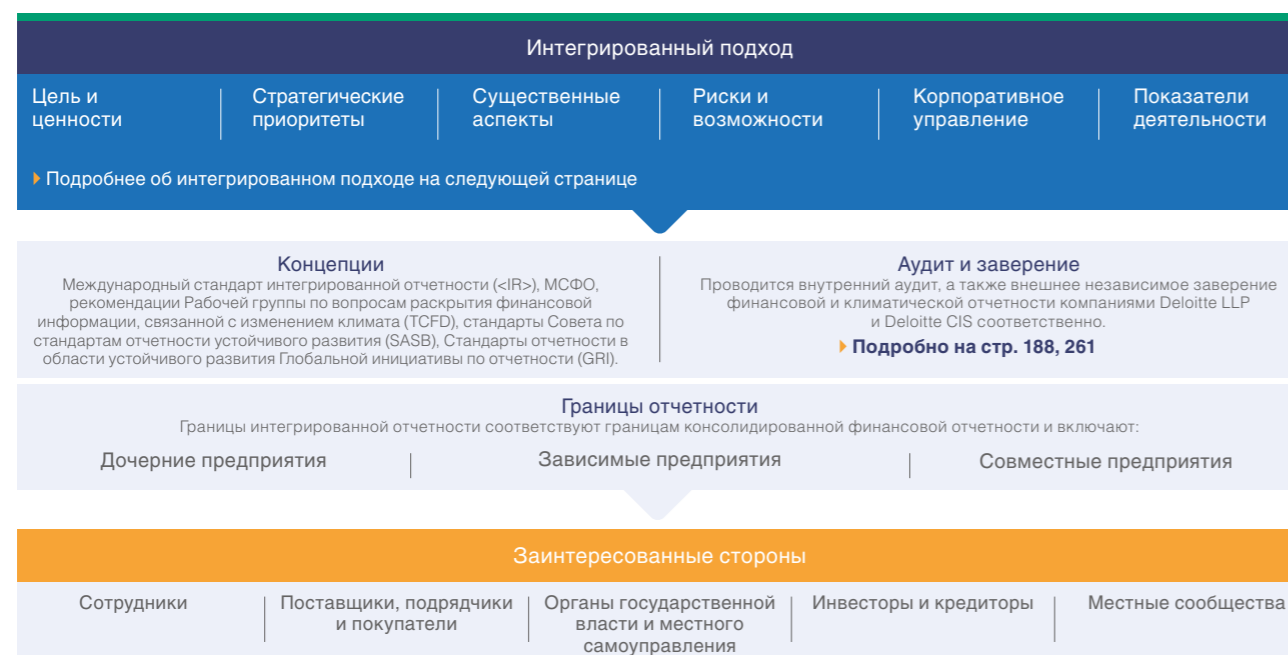 Интегрированный подход
Цель и
ценности
Стратегические
приоритеты
Существенные
аспекты
Риски и
возможности
Корпоративное
управление
Показатели
деятельности
Подробнее об интегрированном подходе на следующей странице
Концепции
Международный стандарт интегрированной отчетности (<IR>), МСФО,
рекомендации Рабочей группы по вопросам раскрытия финансовой
информации, связанной с изменением климата (TCFD), стандарты Совета по
стандартам отчетности устойчивого развития (SASB), Стандарты отчетности в
области устойчивого развития Глобальной инициативы по отчетности (GRI).
Аудит и заверение
Проводится внутренний аудит, а также внешнее независимое заверение
финансовой и климатической отчетности компаниями Deloitte LLP
и Deloitte CIS соответственно.
Подробно на стр. 188, 261
Границы отчетности
Границы интегрированной отчетности соответствуют границам консолидированной финансовой отчетности и включают:
Дочерние предприятия
Зависимые предприятия
Совместные предприятия
Заинтересованные стороны
Сотрудники
Поставщики, подрядчики
и покупатели
Органы государственной
власти и местного
самоуправления
Инвесторы и кредиторы
Местные сообщества